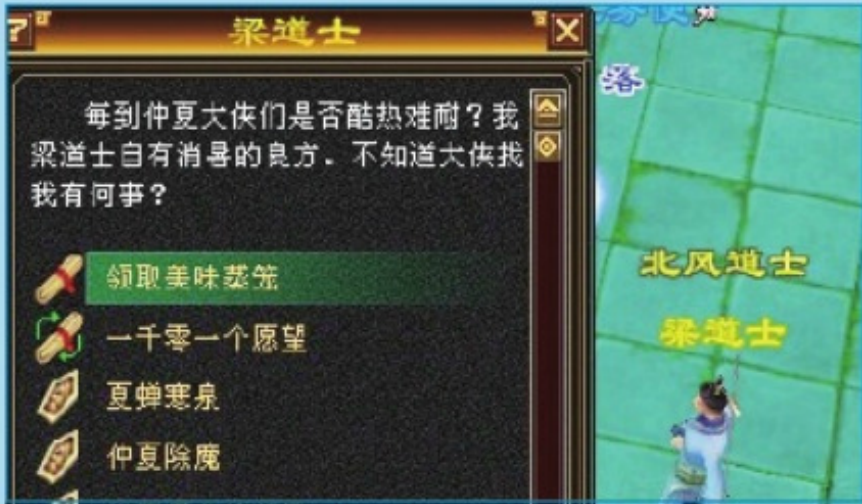 梁道士
每到仲夏大侠们是否酷热难耐？我
梁道士自有消暑的良方．不知道大侠找
我有何事？
领取美味蒸笼
一千零一个愿望
夏蝉寒泉
仲夏除魔
落
北风道士
梁道士